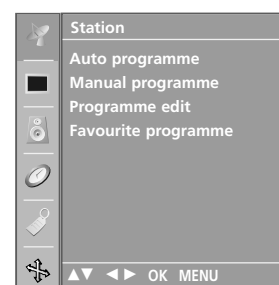 Station
Auto programme
Manual programme
Programme edit
Favourite programme
▲▼ ◄► OK MENU